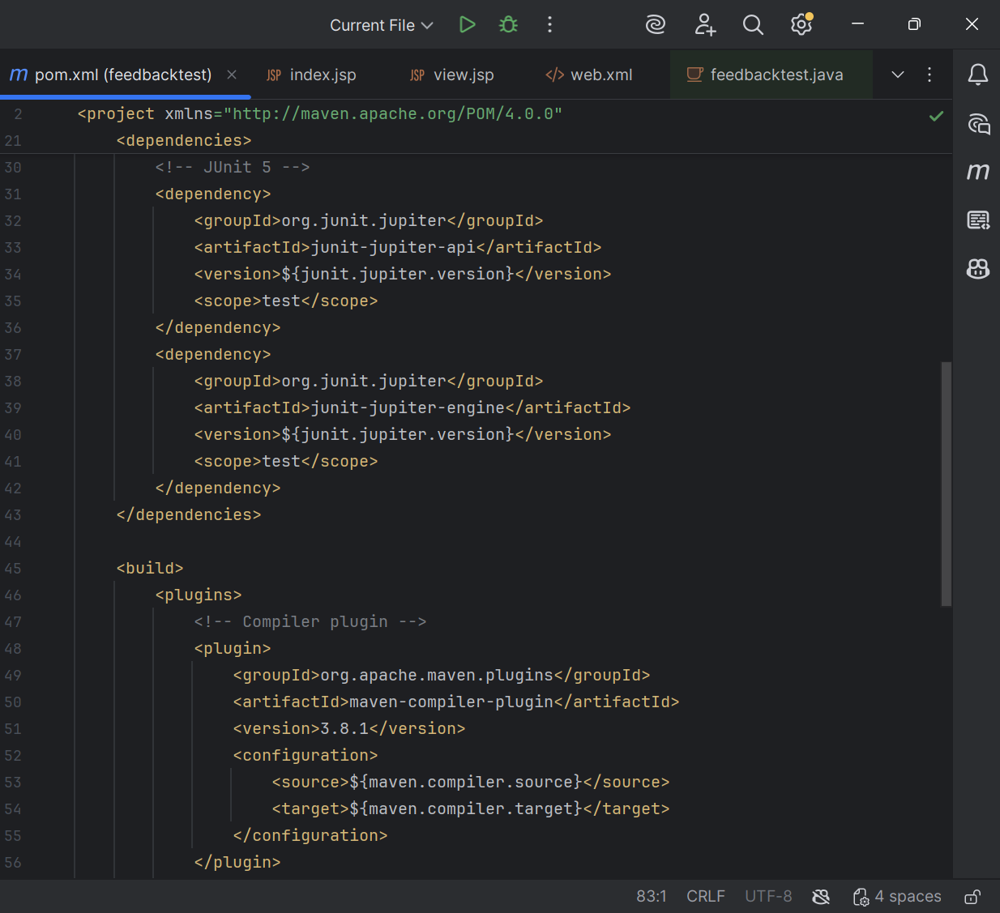 Current File
m pom.xml (feedbacktest) JSP index.jsp JSP view.jsp </> web.xml feedbacktest.java
2 <project xmlns="http://maven.apache.org/POM/4.0.0"
21 <dependencies>
30 <!-- JUnit 5 -->
31 <dependency>
32 <groupId>org.junit.jupiter</groupId>
33 <artifactId>junit-jupiter-api</artifactId>
34 <version>${junit.jupiter.version}</version>
35 <scope>test</scope>
36 </dependency>
37 <dependency>
38 <groupId>org.junit.jupiter</groupId>
39 <artifactId>junit-jupiter-engine</artifactId>
40 <version>${junit.jupiter.version}</version>
41 <scope>test</scope>
42 </dependency>
43 </dependencies>
44
45 <build>
46 <plugins>
47 <!-- Compiler plugin -->
48 <plugin>
49 <groupId>org.apache.maven.plugins</groupId>
50 <artifactId>maven-compiler-plugin</artifactId>
51 <version>3.8.1</version>
52 <configuration>
53 <source>${maven.compiler.source}</source>
54 <target>${maven.compiler.target}</target>
55 </configuration>
56 </plugin>
m
83:1 CRLF UTF-8 4 spaces